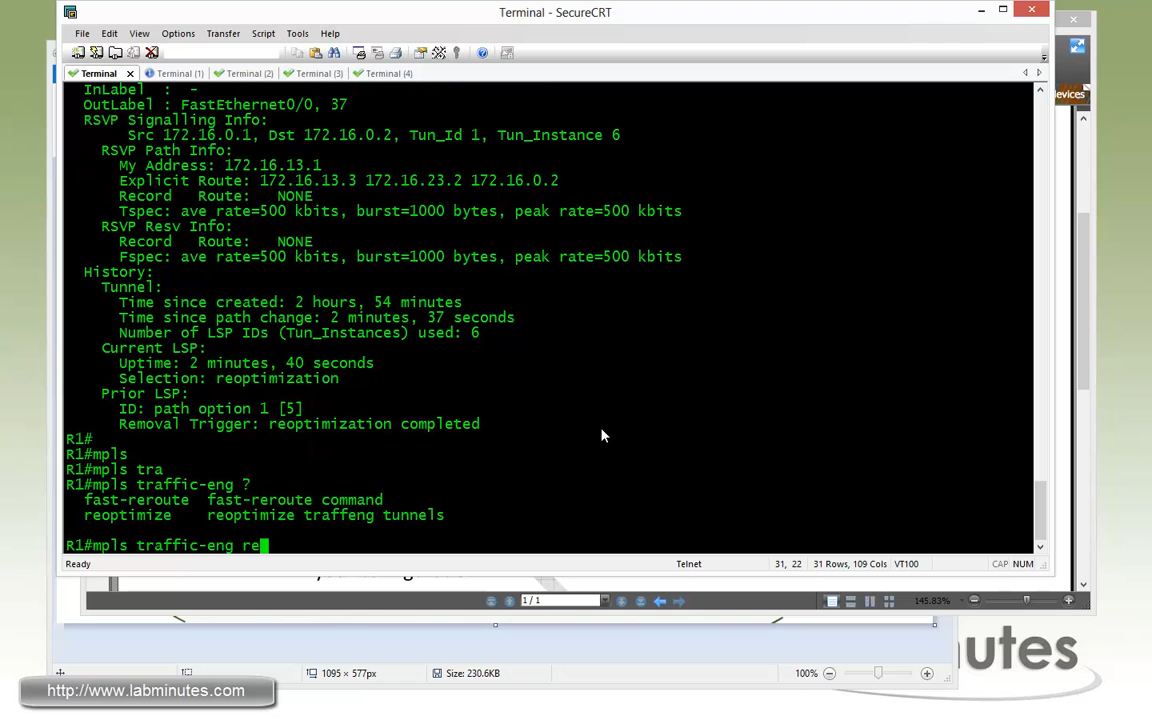 Terminal - SecureCRT
File Edit View Options Transfer Script Tools Help
Terminal Terminal (1) Terminal (2) Terminal (3) Terminal (4)
InLabel  :  -
OutLabel : FastEthernet0/0, 37
RSVP Signalling Info:
Src 172.16.0.1, Dst 172.16.0.2, Tun_Id 1, Tun_Instance 6
RSVP Path Info:
My Address: 172.16.13.1
Explicit Route: 172.16.13.3 172.16.23.2 172.16.0.2
Record   Route:   NONE
Tspec: ave rate=500 kbits, burst=1000 bytes, peak rate=500 kbits
RSVP Resv Info:
Record   Route:   NONE
Fspec: ave rate=500 kbits, burst=1000 bytes, peak rate=500 kbits
History:
Tunnel:
Time since created: 2 hours, 54 minutes
Time since path change: 2 minutes, 37 seconds
Number of LSP IDs (Tun_Instances) used: 6
Current LSP:
Uptime: 2 minutes, 40 seconds
Selection: reoptimization
Prior LSP:
ID: path option 1 [5]
Removal Trigger: reoptimization completed
R1#
R1#mpls
R1#mpls tra
R1#mpls traffic-eng ?
fast-reroute  fast-reroute command
reoptimize    reoptimize traffeng tunnels
R1#mpls traffic-eng re
Ready Telnet 31, 22 31 Rows, 109 Cols VT100 CAP NUM
evices
1 / 1 145.83%
nutes
1095 × 577px Size: 230.6KB 100%
http://www.labminutes.com